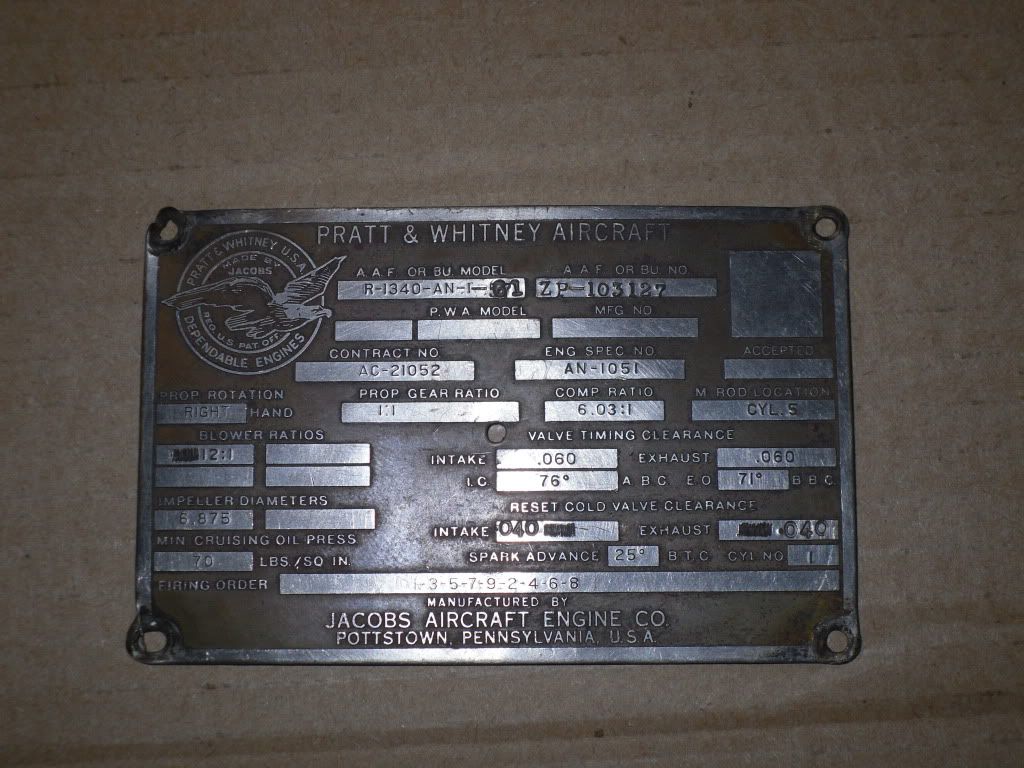 PRATT & WHITNEY AIRCRAFT
PRATT & WHITNEY U.S.A.
MADE BY
JACOBS
REG. U.S. PAT. OFF.
DEPENDABLE ENGINES
A.A.F. OR BU. MODEL A.A.F. OR BU. NO.
R-1340-AN-1- ZP-103127
P.W.A. MODEL MFG NO
CONTRACT NO. ENG SPEC NO. ACCEPTED
AC-21052 AN-1051
PROP ROTATION PROP GEAR RATIO COMP RATIO M. ROD LOCATION
RIGHT HAND 1:1 6.03:1 CYL. 5
BLOWER RATIOS VALVE TIMING CLEARANCE
12:1 INTAKE .060 EXHAUST .060
I.C. 76° A.B.C. E.O 71° B.B.C.
IMPELLER DIAMETERS RESET COLD VALVE CLEARANCE
6.875 INTAKE 040 EXHAUST .040
MIN CRUISING OIL PRESS
70 LBS./SQ IN. SPARK ADVANCE 25° B.T.C. CYL NO 1
FIRING ORDER 1-3-5-7-9-2-4-6-8
MANUFACTURED BY
JACOBS AIRCRAFT ENGINE CO.
POTTSTOWN, PENNSYLVANIA, U.S.A.